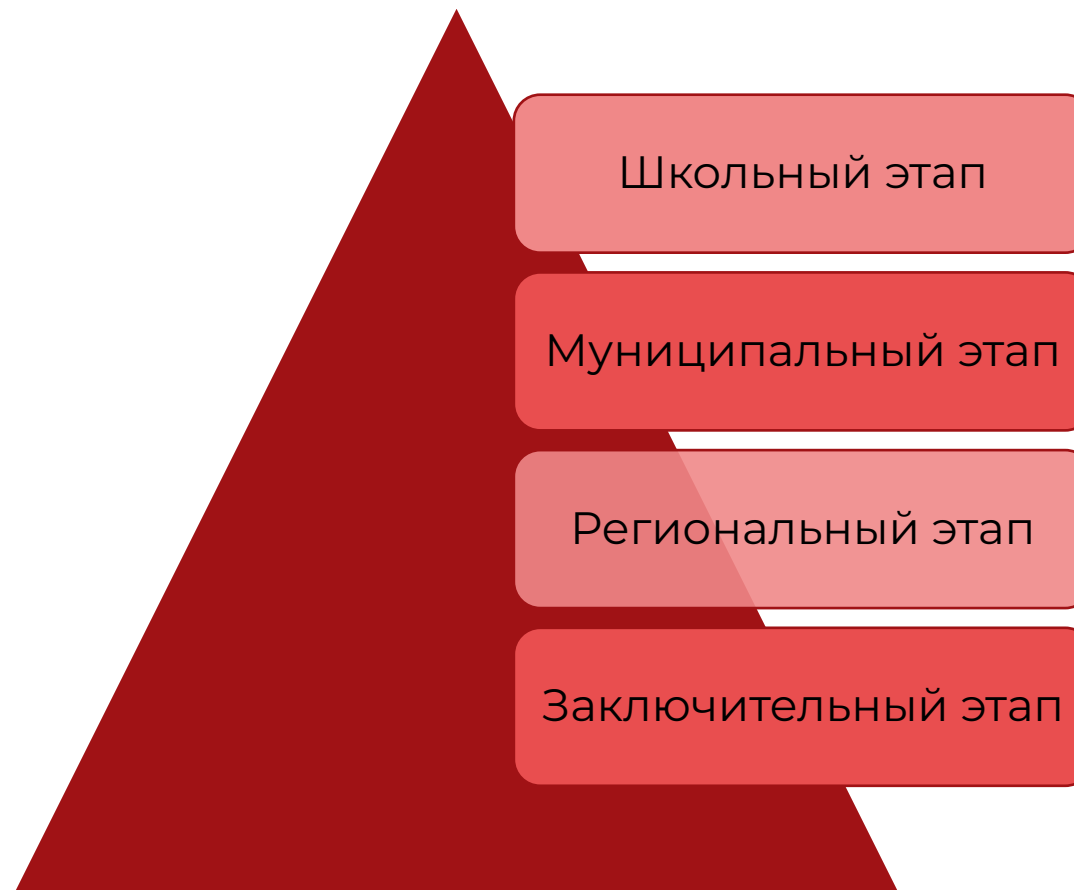 Школьный этап
Муниципальный этап
Региональный этап
Заключительный этап